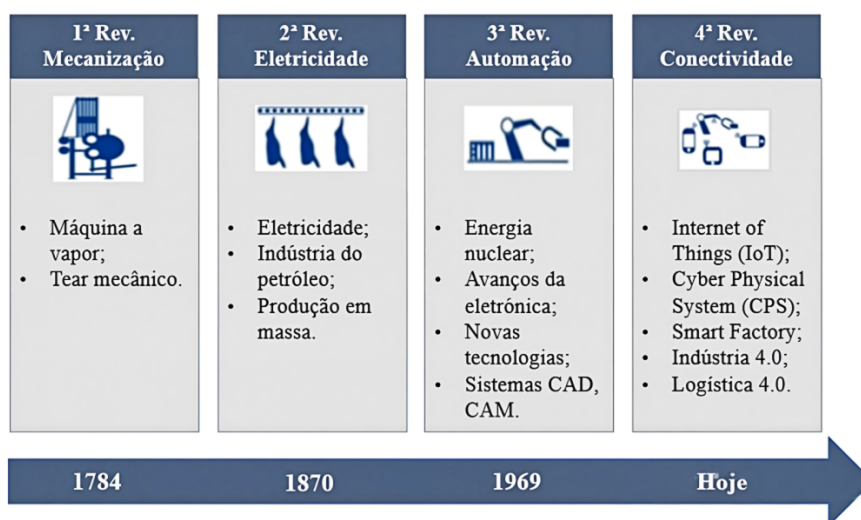 1ª Rev.
Mecanização
2ª Rev.
Eletricidade
3ª Rev.
Automação
4ª Rev.
Conectividade
• Máquina a
vapor;
• Tear mecânico.
• Eletricidade;
• Indústria do
petróleo;
• Produção em
massa.
• Energia
nuclear;
• Avanços da
eletrónica;
• Novas
tecnologias;
• Sistemas CAD,
CAM.
• Internet of
Things (IoT);
• Cyber Physical
System (CPS);
• Smart Factory;
• Indústria 4.0;
• Logística 4.0.
1784
1870
1969
Hoje